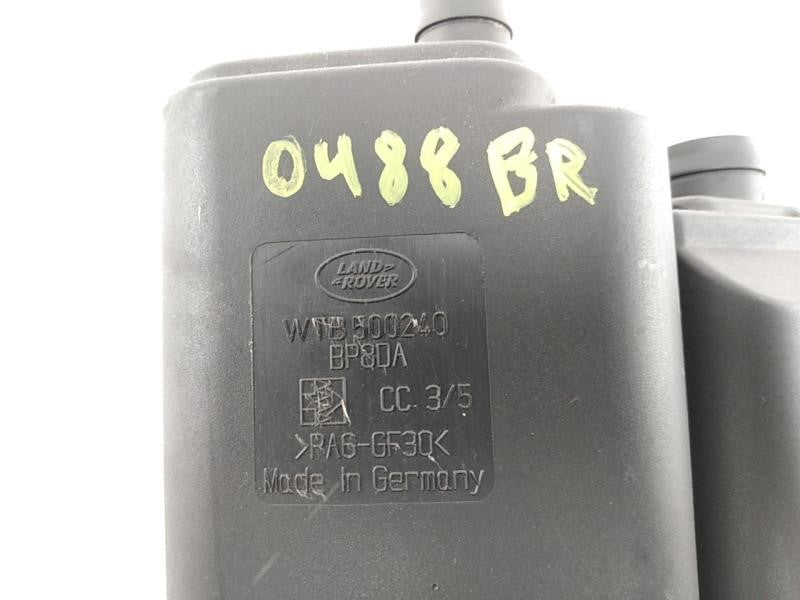 0488 BR
LAND
ROVER
WTB500240
BP8DA
CC. 3/5
>PA6-GF30<
Made in Germany